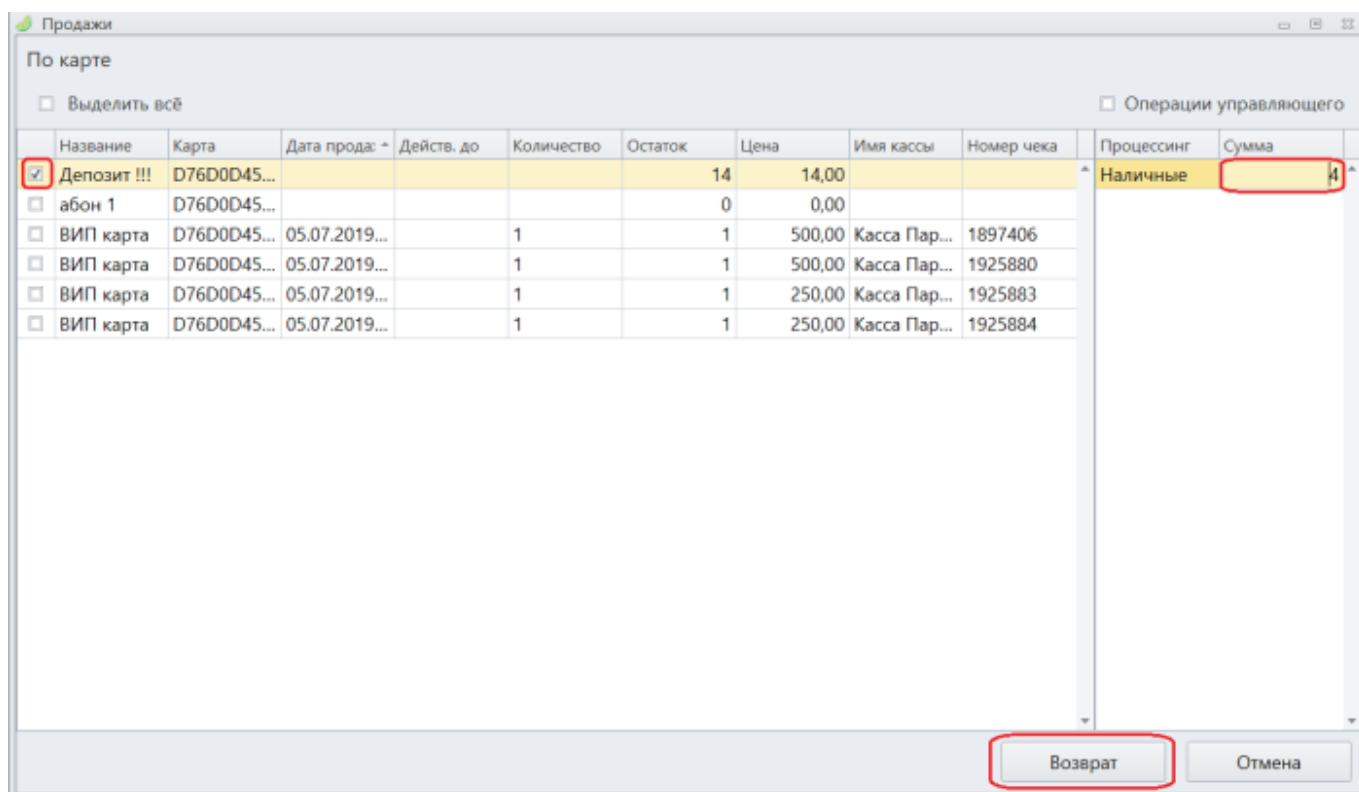 Продажи
По карте
Выделить всё Операции управляющего
Название Карта Дата прода: Действ. до Количество Остаток Цена Имя кассы Номер чека Процессинг Сумма
Депозит !!! D76D0D45... 14 14,00 Наличные 4
абон 1 D76D0D45... 0 0,00
ВИП карта D76D0D45... 05.07.2019... 1 1 500,00 Касса Пар... 1897406
ВИП карта D76D0D45... 05.07.2019... 1 1 500,00 Касса Пар... 1925880
ВИП карта D76D0D45... 05.07.2019... 1 1 250,00 Касса Пар... 1925883
ВИП карта D76D0D45... 05.07.2019... 1 1 250,00 Касса Пар... 1925884
Возврат Отмена